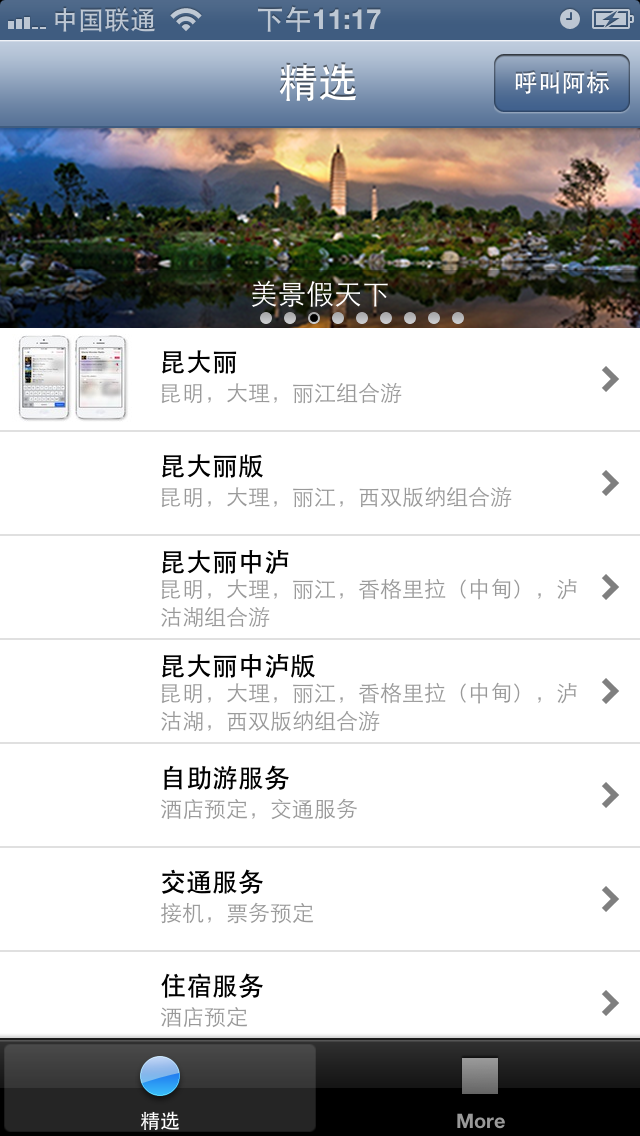 中国联通
下午11:17
精选
呼叫阿标
美景假天下
昆大丽
昆明，大理，丽江组合游
昆大丽版
昆明，大理，丽江，西双版纳组合游
昆大丽中泸
昆明，大理，丽江，香格里拉（中甸），泸
沽湖组合游
昆大丽中泸版
昆明，大理，丽江，香格里拉（中甸），泸
沽湖，西双版纳组合游
自助游服务
酒店预定，交通服务
交通服务
接机，票务预定
住宿服务
酒店预定
精选
More